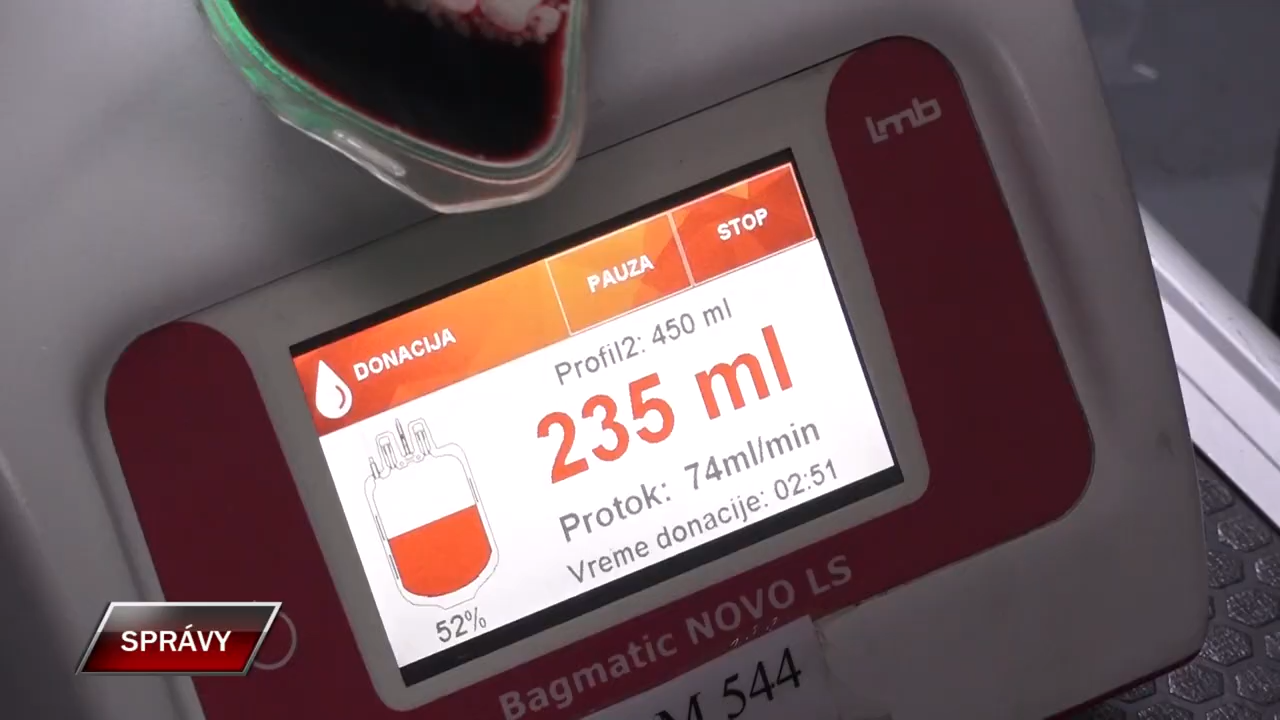 lmb
STOP
PAUZA
DONACIJA
Profil2: 450 ml
235 ml
Protok: 74ml/min
Vreme donacije: 02:51
52%
Bagmatic NOVO LS
M 544
SPRÁVY